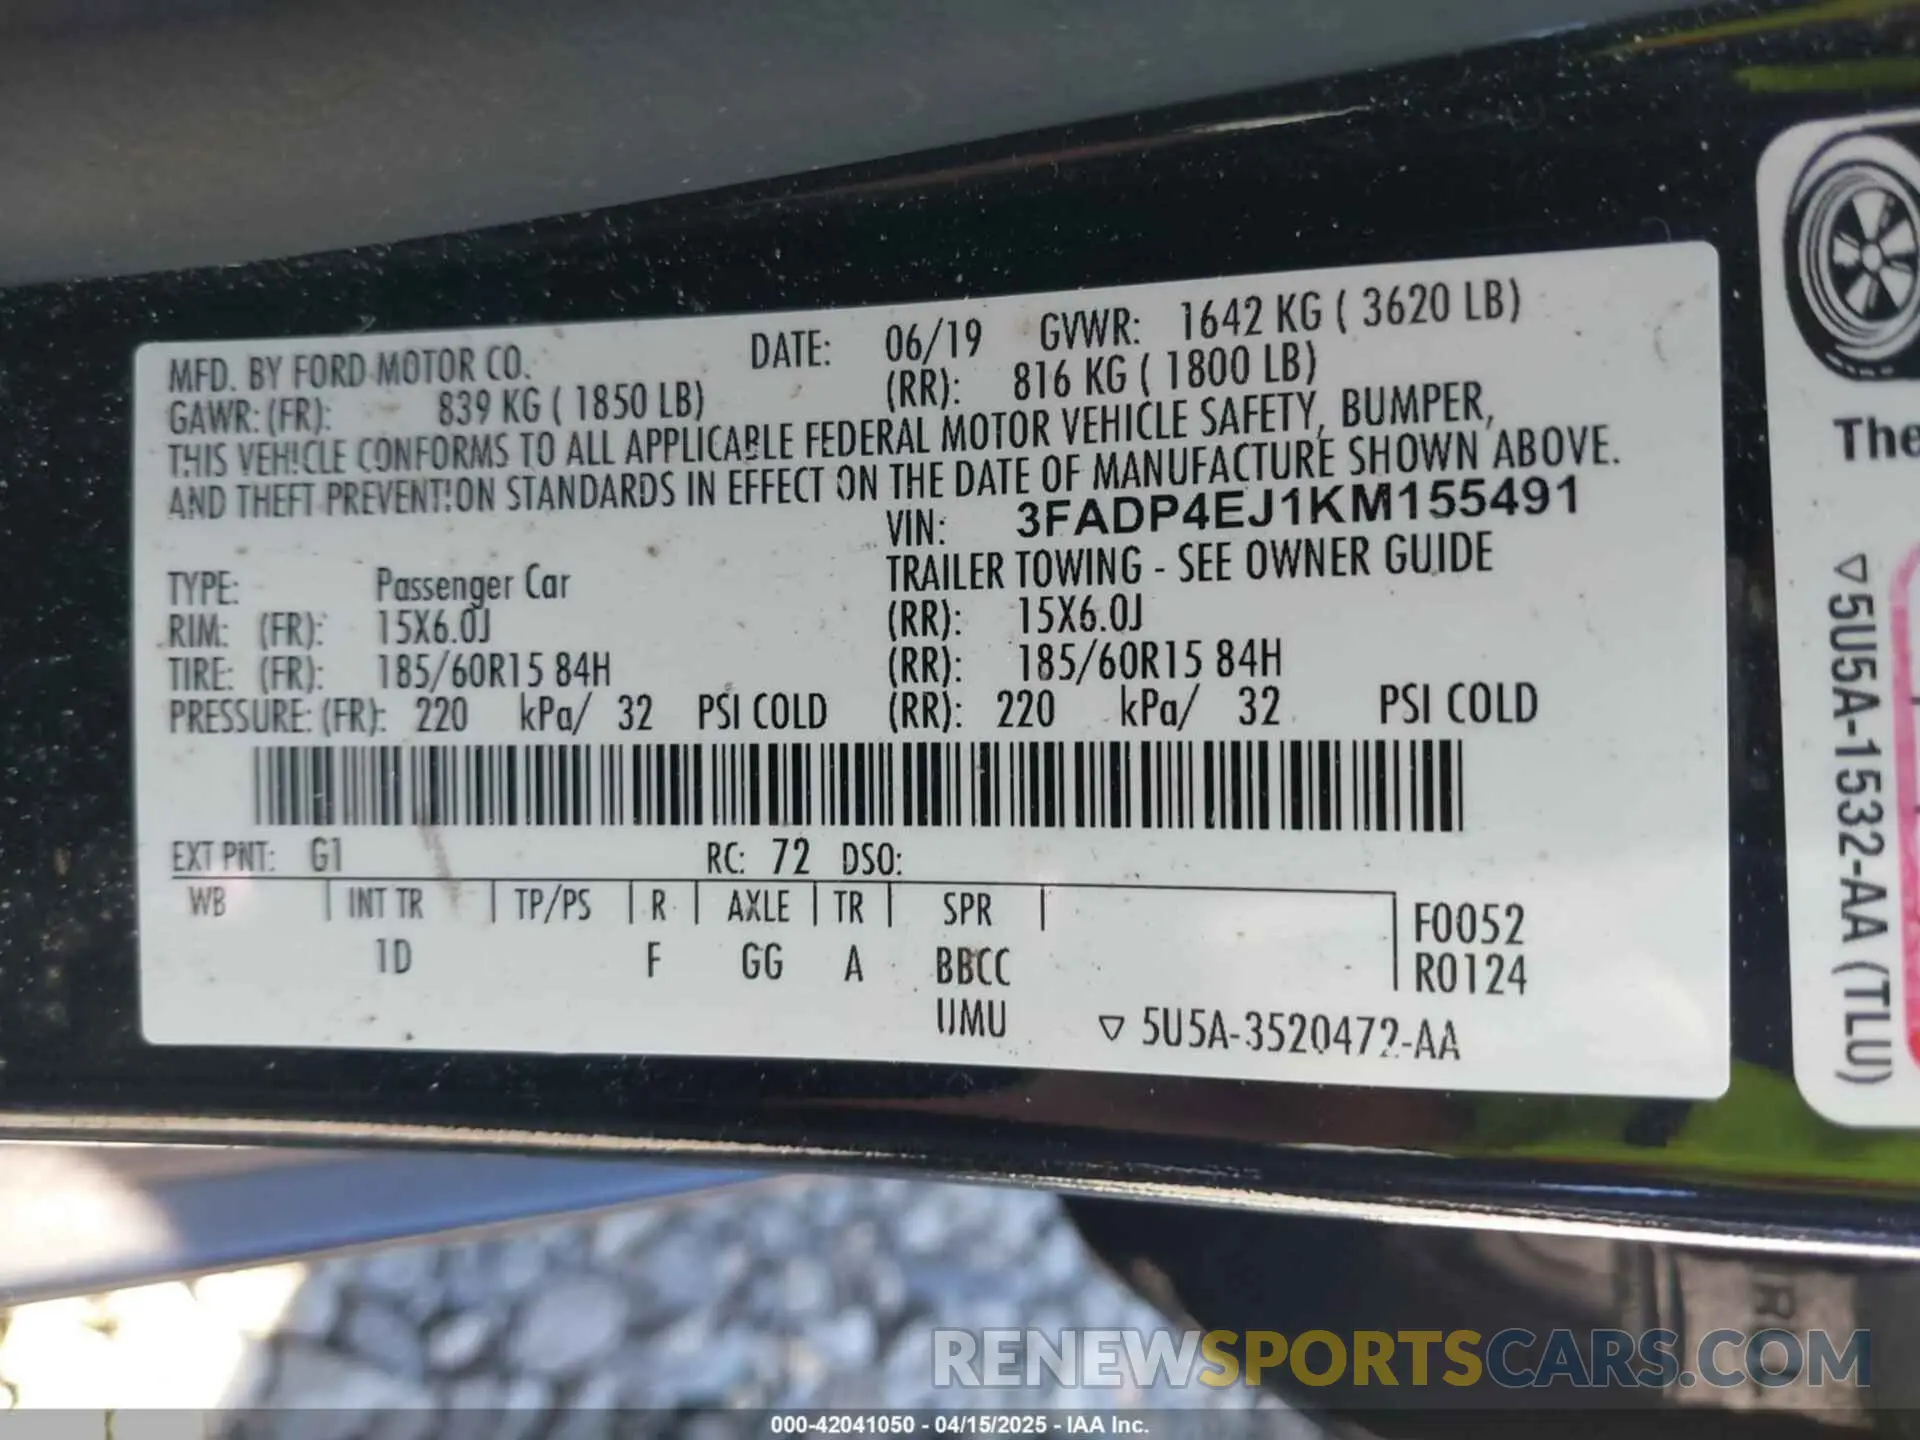 MFD. BY FORD MOTOR CO. DATE: 06/19 GVWR: 1642 KG ( 3620 LB)
GAWR: (FR): 839 KG ( 1850 LB) (RR): 816 KG ( 1800 LB)
THIS VEHICLE CONFORMS TO ALL APPLICABLE FEDERAL MOTOR VEHICLE SAFETY, BUMPER,
AND THEFT PREVENTION STANDARDS IN EFFECT ON THE DATE OF MANUFACTURE SHOWN ABOVE.
VIN: 3FADP4EJ1KM155491
TYPE: Passenger Car TRAILER TOWING - SEE OWNER GUIDE
RIM: (FR): 15X6.0J (RR): 15X6.0J
TIRE: (FR): 185/60R15 84H (RR): 185/60R15 84H
PRESSURE: (FR): 220 kPa/ 32 PSI COLD (RR): 220 kPa/ 32 PSI COLD
EXT PNT: G1 RC: 72 DSO:
WB | INT TR | TP/PS | R | AXLE | TR | SPR | F0052
1D F GG A BBCC R0124
UMU ▽ 5U5A-3520472-AA
The
▽5U5A-1532-AA (TLU)
RENEWSPORTSCARS.COM
000-42041050 - 04/15/2025 - IAA Inc.